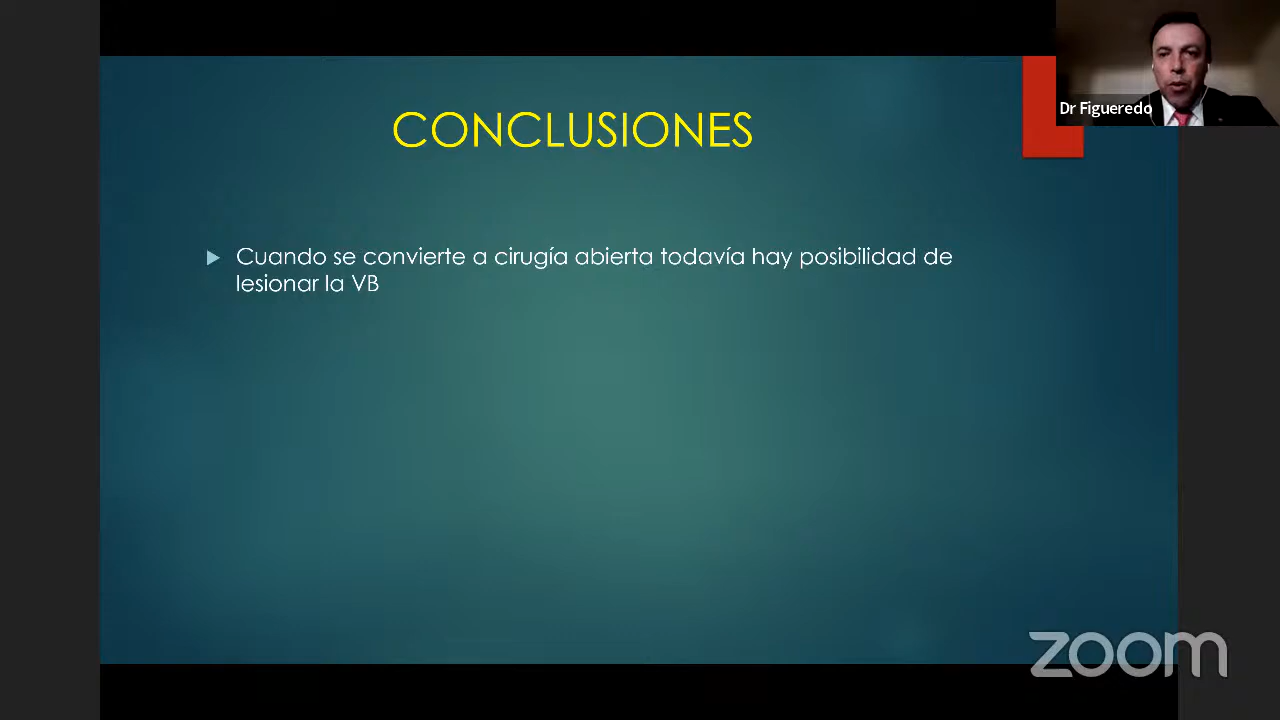 Dr Figueredo
CONCLUSIONES
Cuando se convierte a cirugía abierta todavía hay posibilidad de
lesionar la VB
zoom